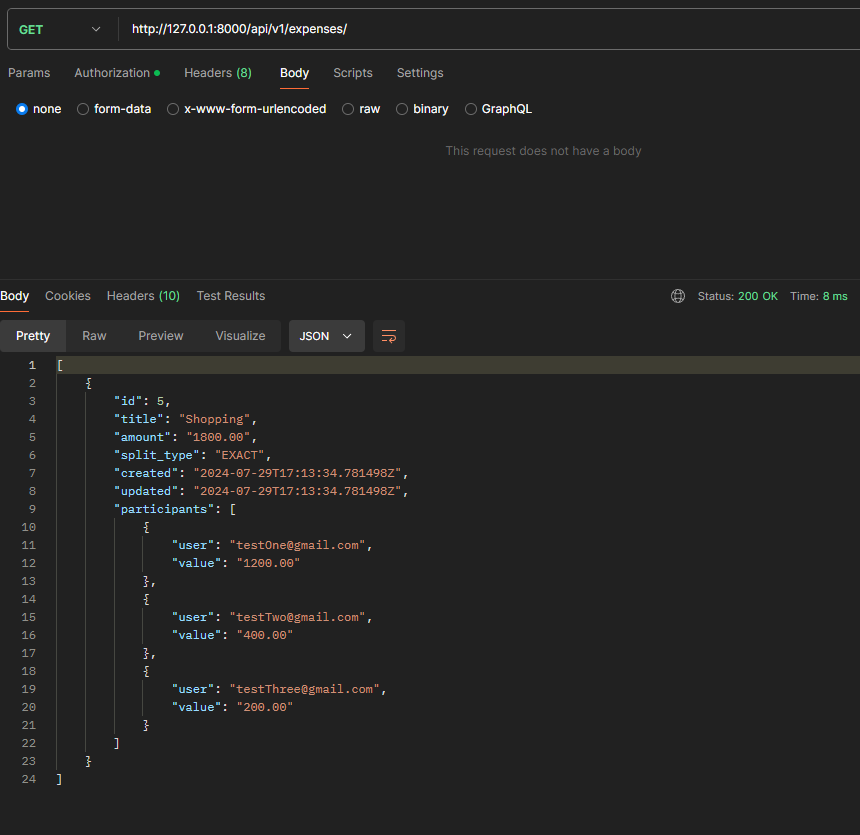 GET http://127.0.0.1:8000/api/v1/expenses/
Params Authorization Headers (8) Body Scripts Settings
none form-data x-www-form-urlencoded raw binary GraphQL
This request does not have a body
Body Cookies Headers (10) Test Results Status: 200 OK Time: 8 ms
Pretty Raw Preview Visualize JSON
1 [
2 {
3 "id": 5,
4 "title": "Shopping",
5 "amount": "1800.00",
6 "split_type": "EXACT",
7 "created": "2024-07-29T17:13:34.781498Z",
8 "updated": "2024-07-29T17:13:34.781498Z",
9 "participants": [
10 {
11 "user": "testOne@gmail.com",
12 "value": "1200.00"
13 },
14 {
15 "user": "testTwo@gmail.com",
16 "value": "400.00"
17 },
18 {
19 "user": "testThree@gmail.com",
20 "value": "200.00"
21 }
22 ]
23 }
24 ]